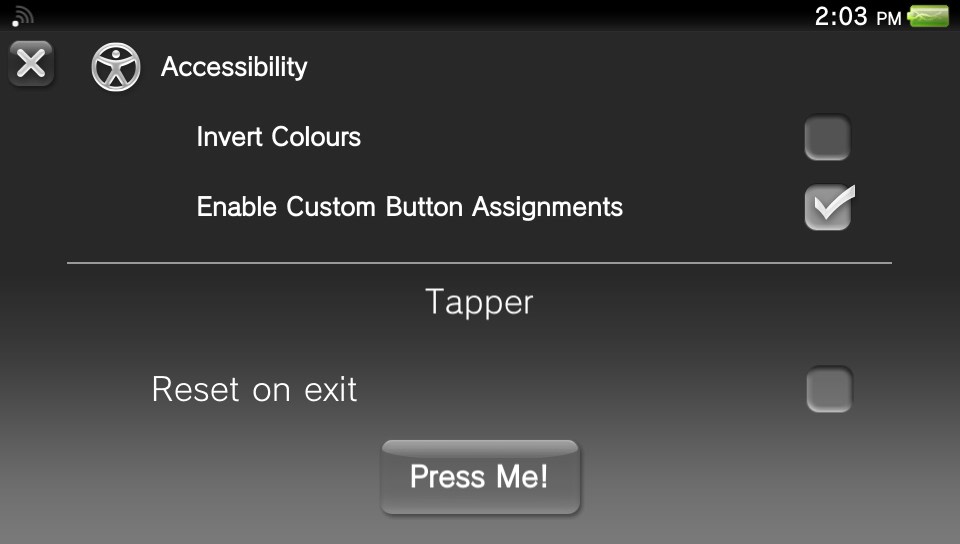 2:03 PM
Accessibility
Invert Colours
Enable Custom Button Assignments
Tapper
Reset on exit
Press Me!